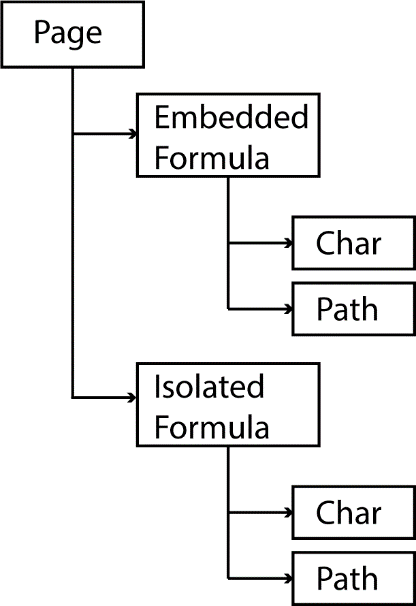 Page
Embedded
Formula
Char
Path
Isolated
Formula
Char
Path